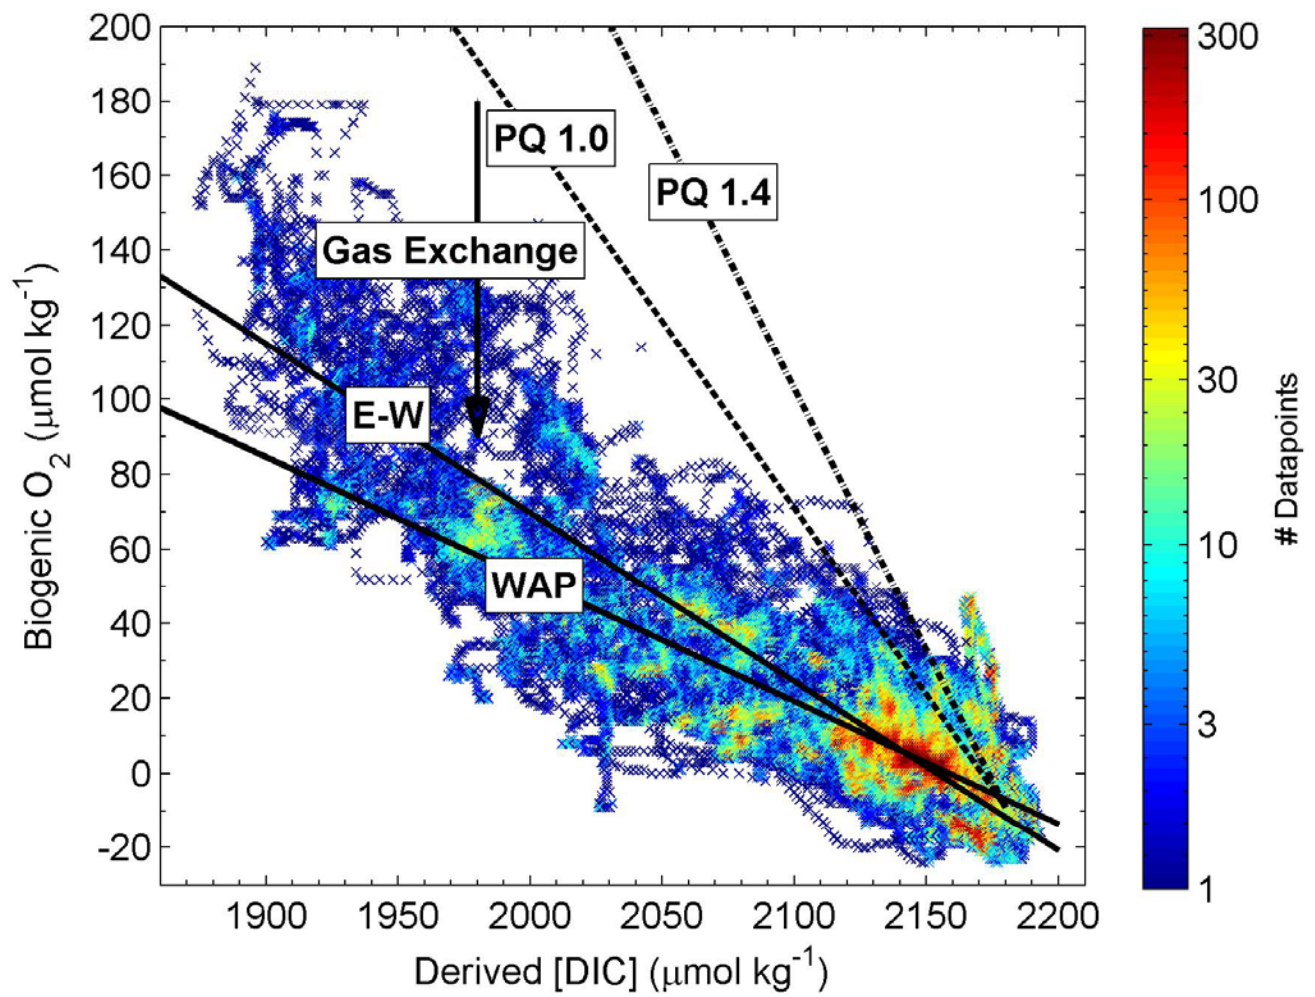 200
180
160
140
120
100
80
60
40
20
0
-20
Biogenic O₂ (μmol kg⁻¹)
PQ 1.0
PQ 1.4
Gas Exchange
E-W
WAP
1900 1950 2000 2050 2100 2150 2200
Derived [DIC] (μmol kg⁻¹)
300
100
30
10
3
1
# Datapoints